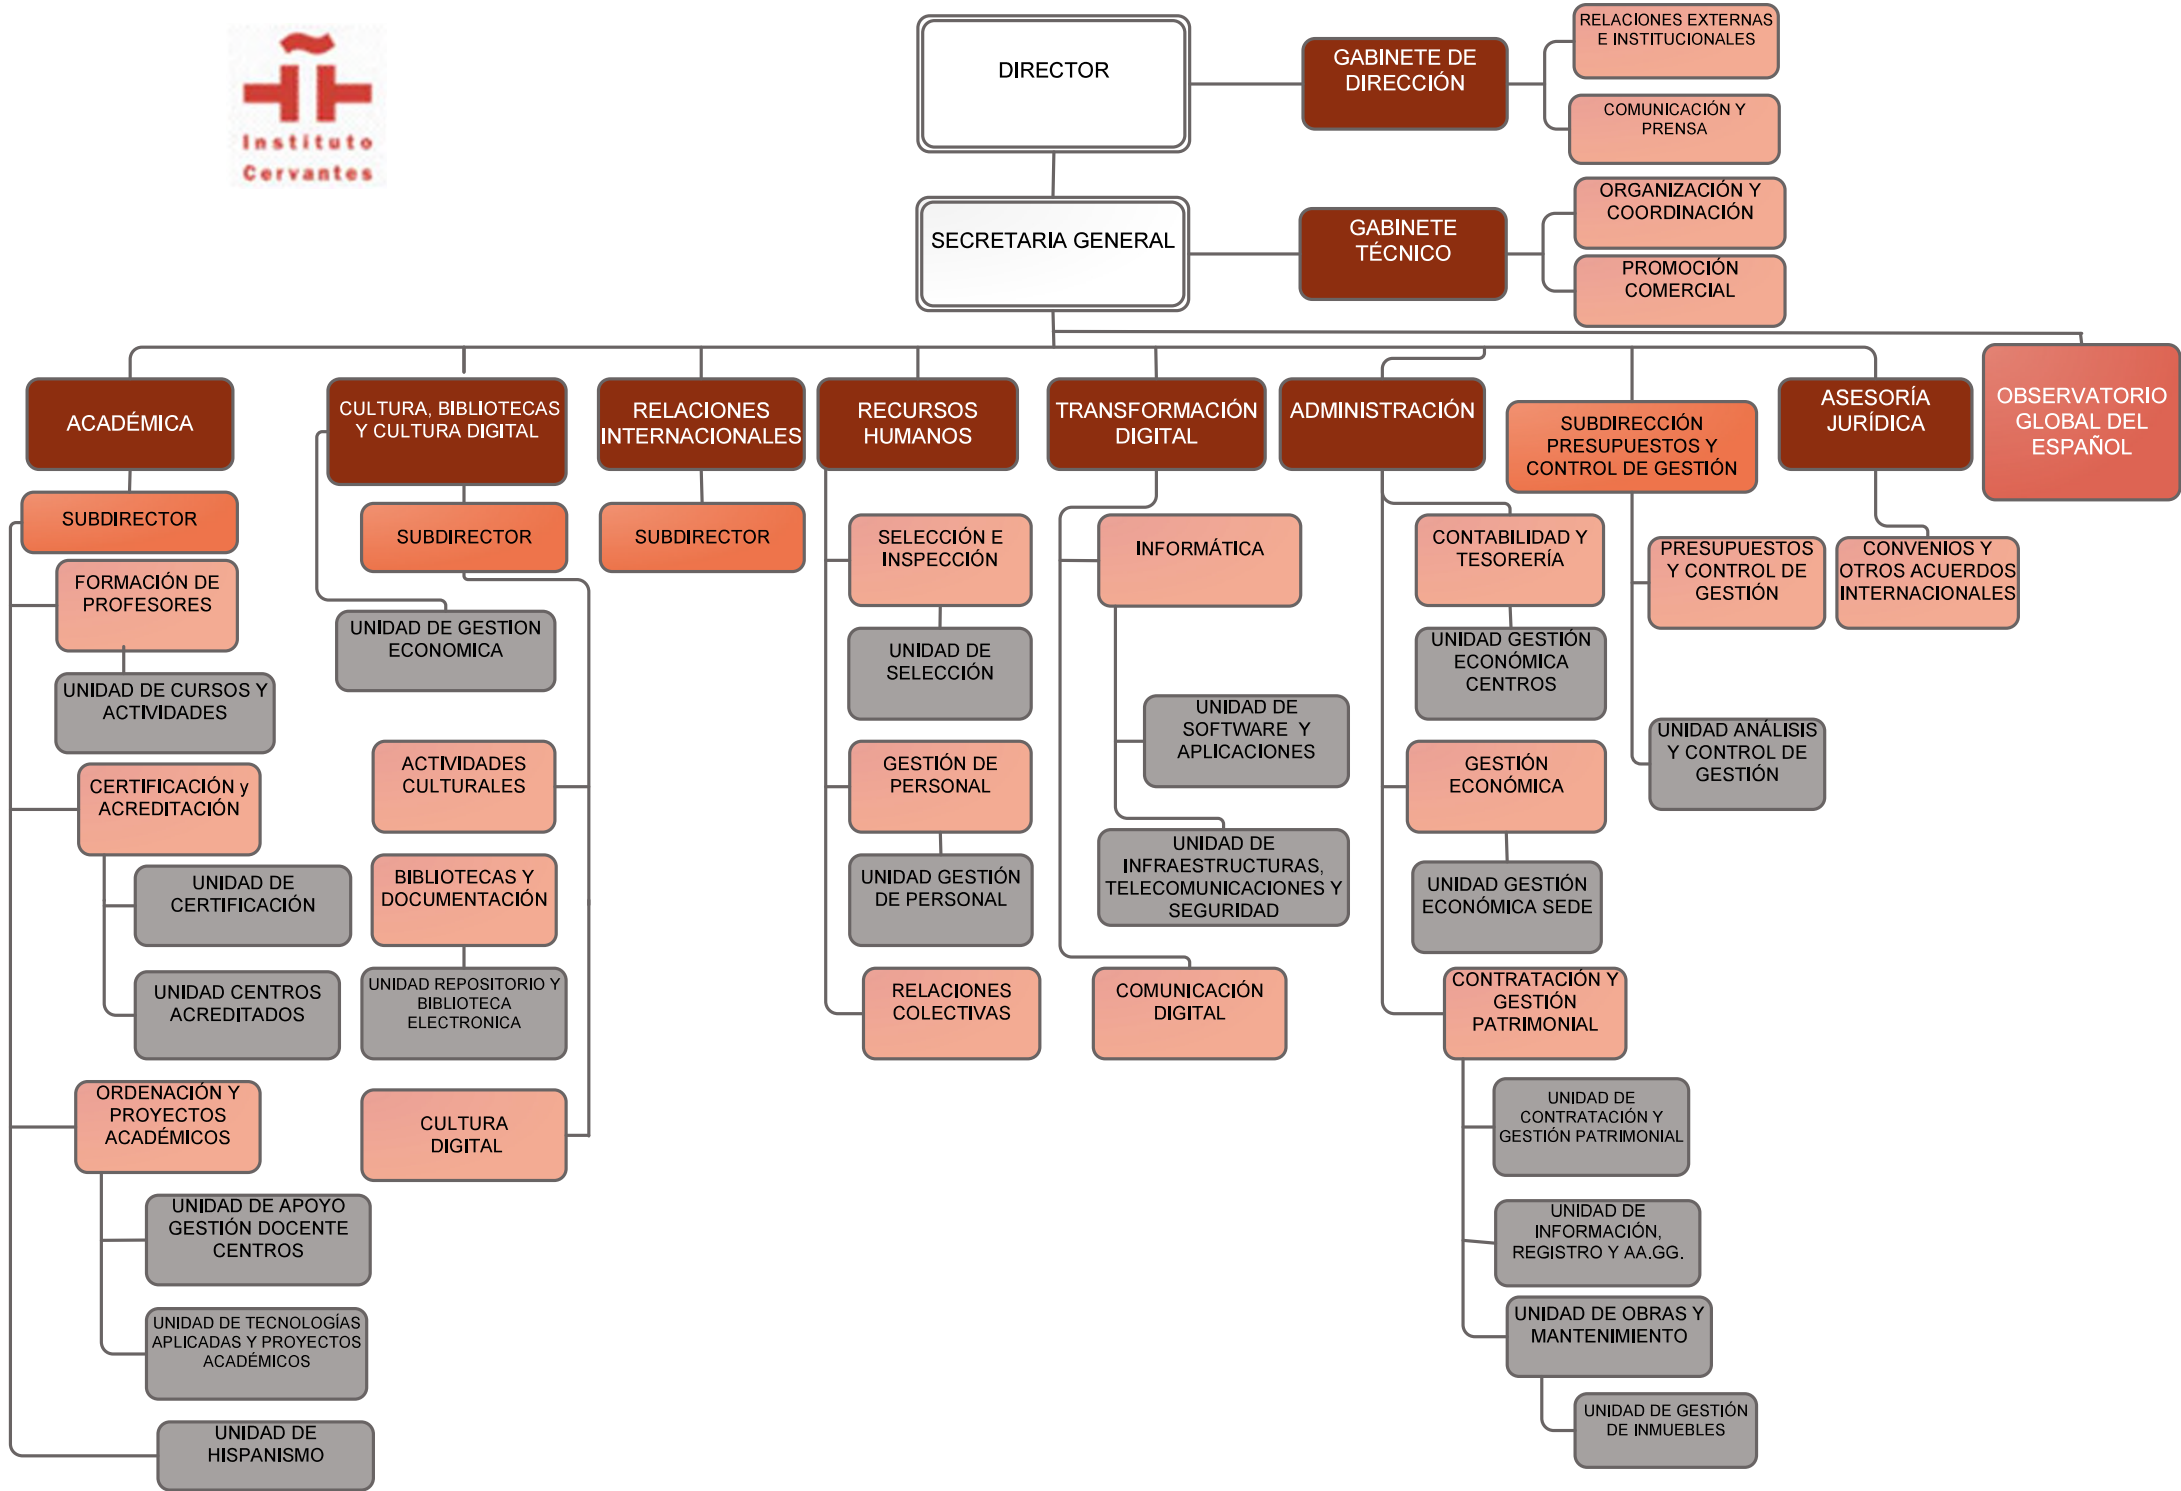 Instituto
Cervantes
DIRECTOR
GABINETE DE
DIRECCIÓN
RELACIONES EXTERNAS
E INSTITUCIONALES
COMUNICACIÓN Y
PRENSA
SECRETARIA GENERAL
GABINETE
TÉCNICO
ORGANIZACIÓN Y
COORDINACIÓN
PROMOCIÓN
COMERCIAL
ACADÉMICA
SUBDIRECTOR
FORMACIÓN DE
PROFESORES
UNIDAD DE CURSOS Y
ACTIVIDADES
CERTIFICACIÓN y
ACREDITACIÓN
UNIDAD DE
CERTIFICACIÓN
UNIDAD CENTROS
ACREDITADOS
ORDENACIÓN Y
PROYECTOS
ACADÉMICOS
UNIDAD DE APOYO
GESTIÓN DOCENTE
CENTROS
UNIDAD DE TECNOLOGÍAS
APLICADAS Y PROYECTOS
ACADÉMICOS
UNIDAD DE
HISPANISMO
CULTURA, BIBLIOTECAS
Y CULTURA DIGITAL
SUBDIRECTOR
UNIDAD DE GESTION
ECONOMICA
ACTIVIDADES
CULTURALES
BIBLIOTECAS Y
DOCUMENTACIÓN
UNIDAD REPOSITORIO Y
BIBLIOTECA
ELECTRONICA
CULTURA
DIGITAL
RELACIONES
INTERNACIONALES
SUBDIRECTOR
RECURSOS
HUMANOS
SELECCIÓN E
INSPECCIÓN
UNIDAD DE
SELECCIÓN
GESTIÓN DE
PERSONAL
UNIDAD GESTIÓN
DE PERSONAL
RELACIONES
COLECTIVAS
TRANSFORMACIÓN
DIGITAL
INFORMÁTICA
UNIDAD DE
SOFTWARE Y
APLICACIONES
UNIDAD DE
INFRAESTRUCTURAS,
TELECOMUNICACIONES Y
SEGURIDAD
COMUNICACIÓN
DIGITAL
ADMINISTRACIÓN
CONTABILIDAD Y
TESORERÍA
UNIDAD GESTIÓN
ECONÓMICA
CENTROS
GESTIÓN
ECONÓMICA
UNIDAD GESTIÓN
ECONÓMICA SEDE
CONTRATACIÓN Y
GESTIÓN
PATRIMONIAL
UNIDAD DE
CONTRATACIÓN Y
GESTIÓN PATRIMONIAL
UNIDAD DE
INFORMACIÓN,
REGISTRO Y AA.GG.
UNIDAD DE OBRAS Y
MANTENIMIENTO
UNIDAD DE GESTIÓN
DE INMUEBLES
SUBDIRECCIÓN
PRESUPUESTOS Y
CONTROL DE GESTIÓN
PRESUPUESTOS
Y CONTROL DE
GESTIÓN
UNIDAD ANÁLISIS
Y CONTROL DE
GESTIÓN
ASESORÍA
JURÍDICA
CONVENIOS Y
OTROS ACUERDOS
INTERNACIONALES
OBSERVATORIO
GLOBAL DEL
ESPAÑOL